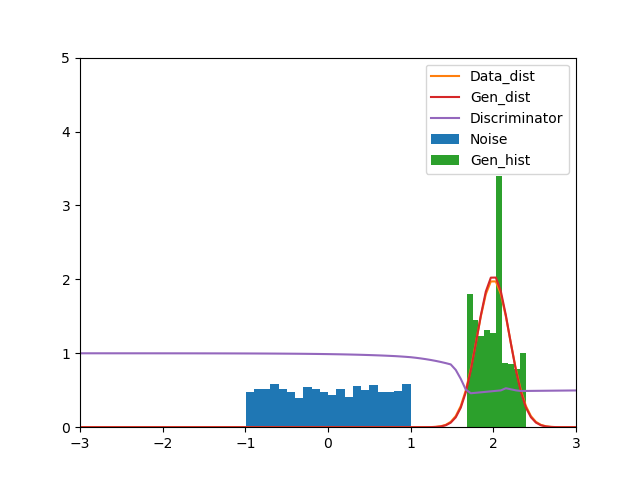 5
4
3
2
1
0
−3
−2
−1
0
1
2
3
Data_dist
Gen_dist
Discriminator
Noise
Gen_hist